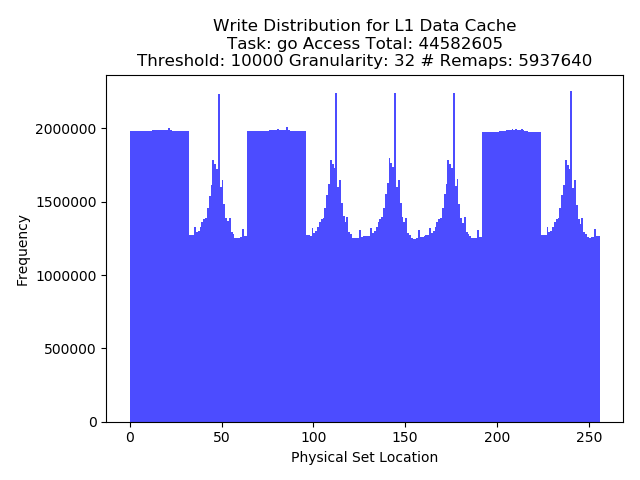 Write Distribution for L1 Data Cache
Task: go Access Total: 44582605
Threshold: 10000 Granularity: 32 # Remaps: 5937640
Frequency
2000000
1500000
1000000
500000
0
0 50 100 150 200 250
Physical Set Location